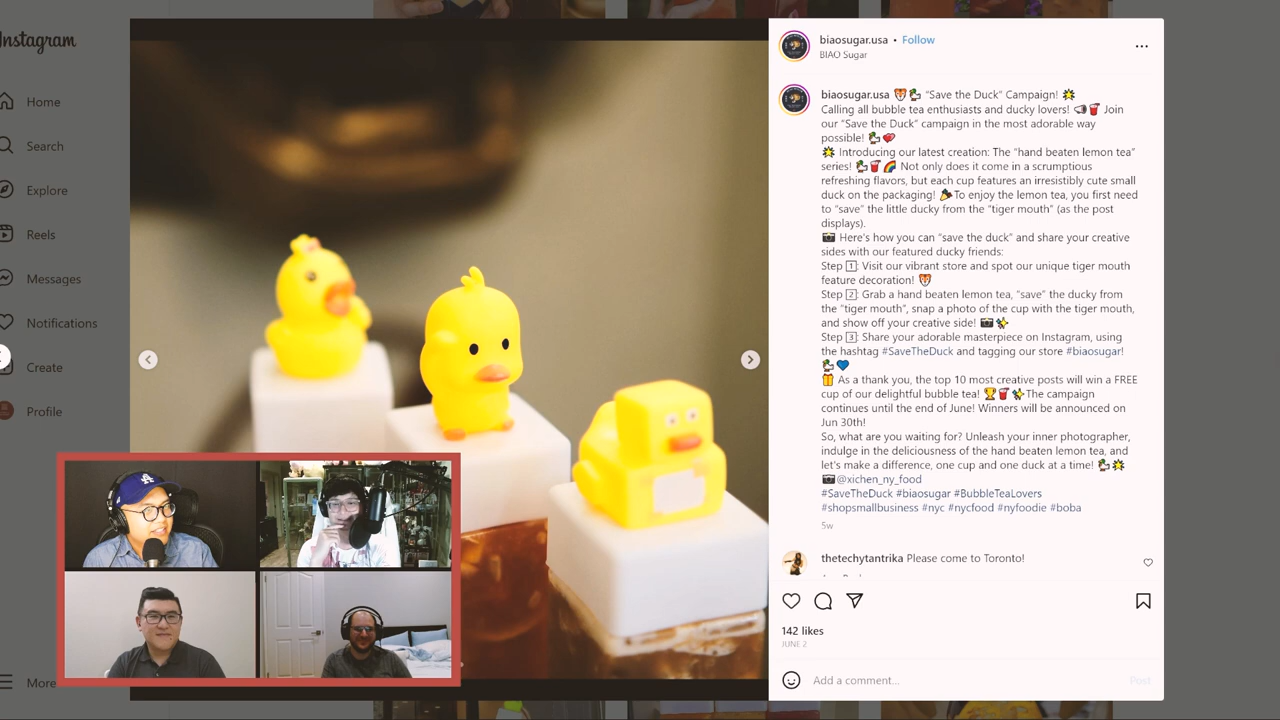 Instagram
Home
Search
Explore
Reels
Messages
Notifications
Create
Profile
More
biaosugar.usa • Follow
BIAO Sugar
biaosugar.usa 🐯🦆 "Save the Duck" Campaign! 🌟
Calling all bubble tea enthusiasts and ducky lovers! 📢🥤 Join
our "Save the Duck" campaign in the most adorable way
possible! 🦆💖
🌟 Introducing our latest creation: The "hand beaten lemon tea"
series! 🦆🥤🌈 Not only does it come in a scrumptious
refreshing flavors, but each cup features an irresistibly cute small
duck on the packaging! 🎉To enjoy the lemon tea, you first need
to "save" the little ducky from the "tiger mouth" (as the post
displays).
📸 Here's how you can "save the duck" and share your creative
sides with our featured ducky friends:
Step 1️⃣: Visit our vibrant store and spot our unique tiger mouth
feature decoration! 🐯
Step 2️⃣: Grab a hand beaten lemon tea, "save" the ducky from
the "tiger mouth", snap a photo of the cup with the tiger mouth,
and show off your creative side! 📸✨
Step 3️⃣: Share your adorable masterpiece on Instagram, using
the hashtag #SaveTheDuck and tagging our store #biaosugar!
🦆💙
🎁 As a thank you, the top 10 most creative posts will win a FREE
cup of our delightful bubble tea! 🏆🥤✨The campaign
continues until the end of June! Winners will be announced on
Jun 30th!
So, what are you waiting for? Unleash your inner photographer,
indulge in the deliciousness of the hand beaten lemon tea, and
let's make a difference, one cup and one duck at a time! 🦆🌟
📸@xichen_ny_food
#SaveTheDuck #biaosugar #BubbleTeaLovers
#shopsmallbusiness #nyc #nycfood #nyfoodie #boba
5w
thetechytantrika Please come to Toronto!
142 likes
JUNE 2
Add a comment...
Post